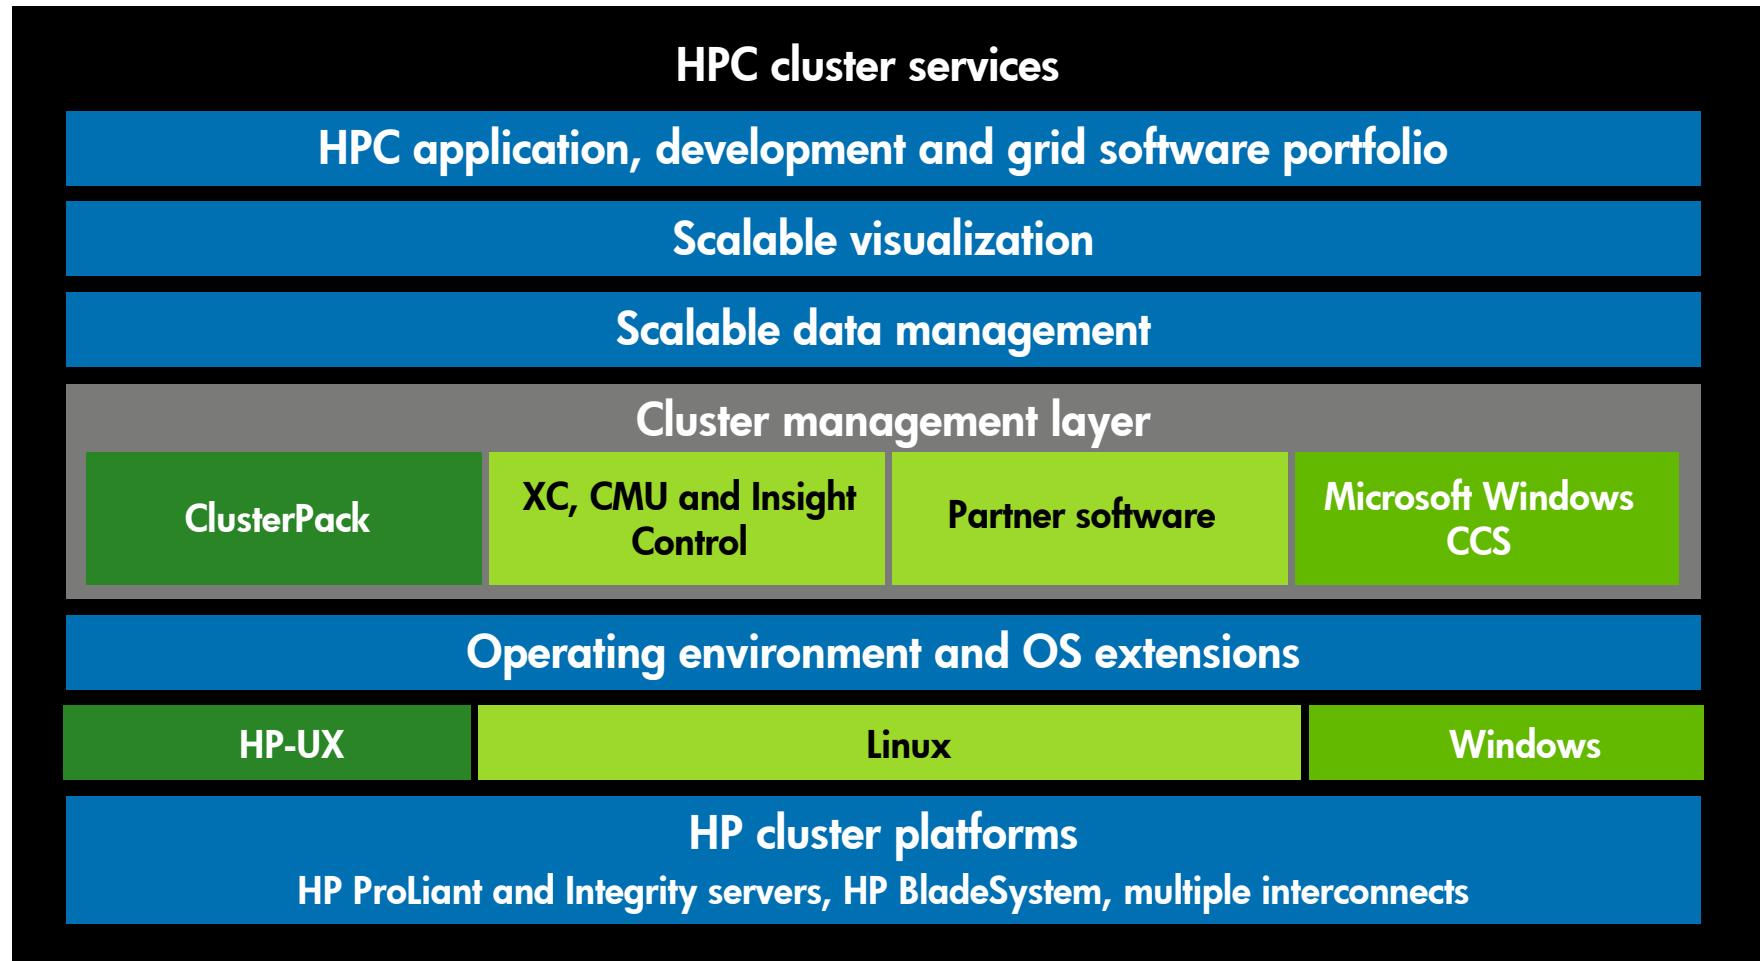 HPC cluster services
HPC application, development and grid software portfolio
Scalable visualization
Scalable data management
Cluster management layer
ClusterPack
XC, CMU and Insight
Control
Partner software
Microsoft Windows
CCS
Operating environment and OS extensions
HP-UX
Linux
Windows
HP cluster platforms
HP ProLiant and Integrity servers, HP BladeSystem, multiple interconnects